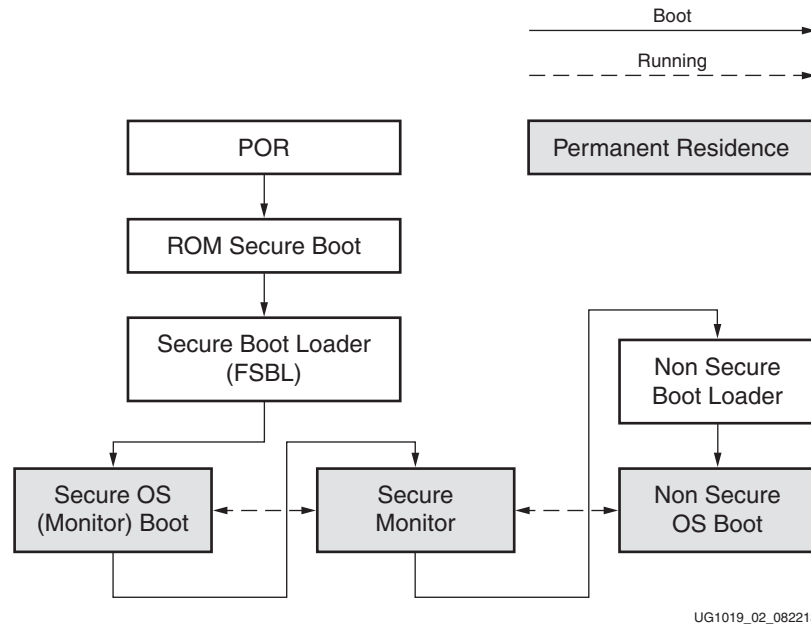 Boot
Running
POR
Permanent Residence
ROM Secure Boot
Secure Boot Loader
(FSBL)
Non Secure
Boot Loader
Secure OS
(Monitor) Boot
Secure
Monitor
Non Secure
OS Boot
UG1019_02_08221